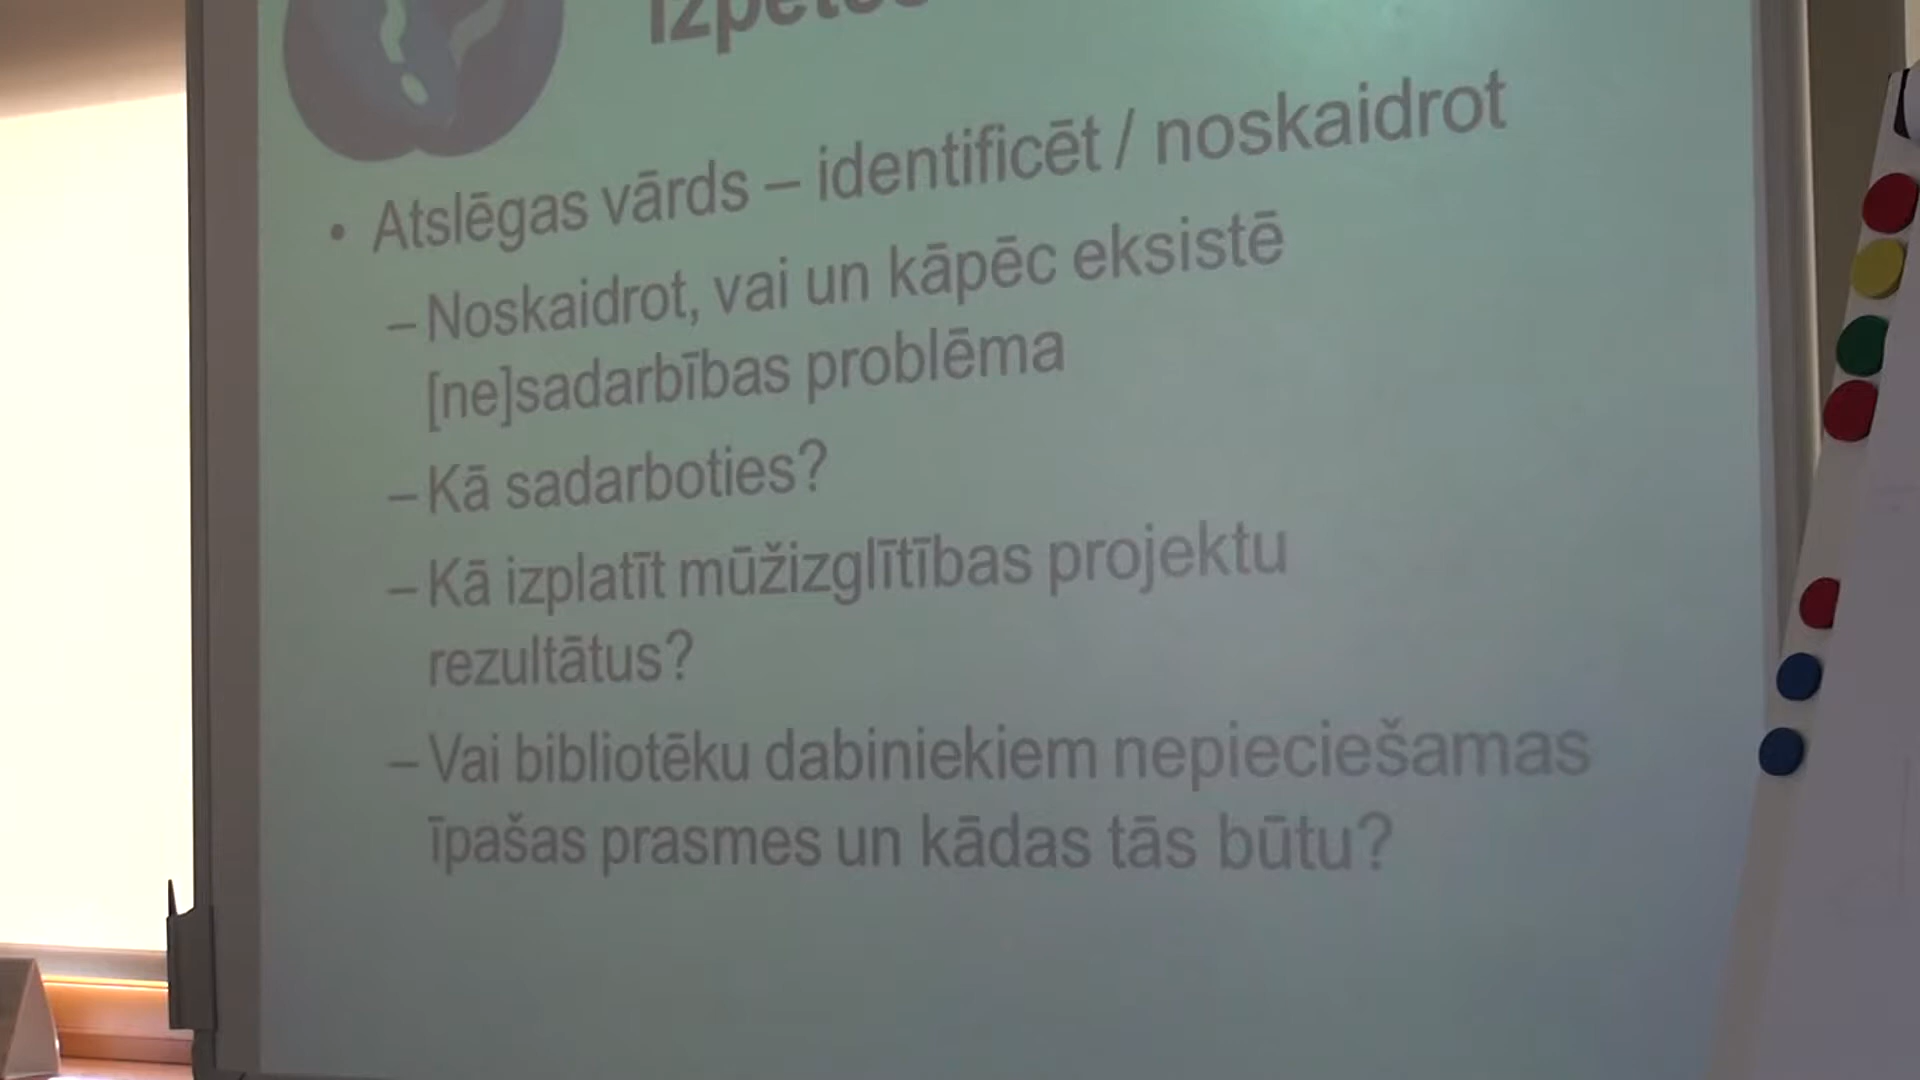 • Atslēgas vārds – identificēt / noskaidrot
– Noskaidrot, vai un kāpēc eksistē
[ne]sadarbības problēma
– Kā sadarboties?
– Kā izplatīt mūžizglītības projektu
rezultātus?
– Vai bibliotēku dabiniekiem nepieciešamas
īpašas prasmes un kādas tās būtu?